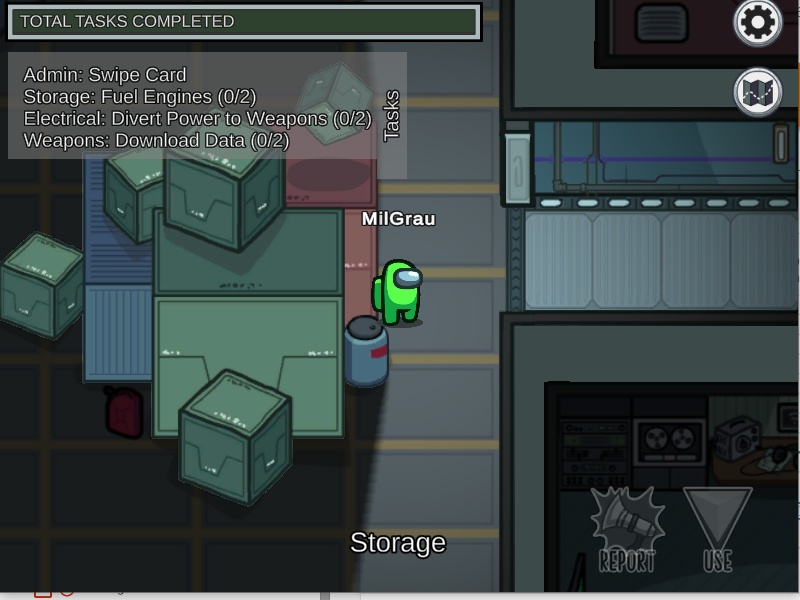 TOTAL TASKS COMPLETED
Admin: Swipe Card
Storage: Fuel Engines (0/2)
Electrical: Divert Power to Weapons (0/2)
Weapons: Download Data (0/2)
Tasks
MilGrau
Storage
REPORT
USE